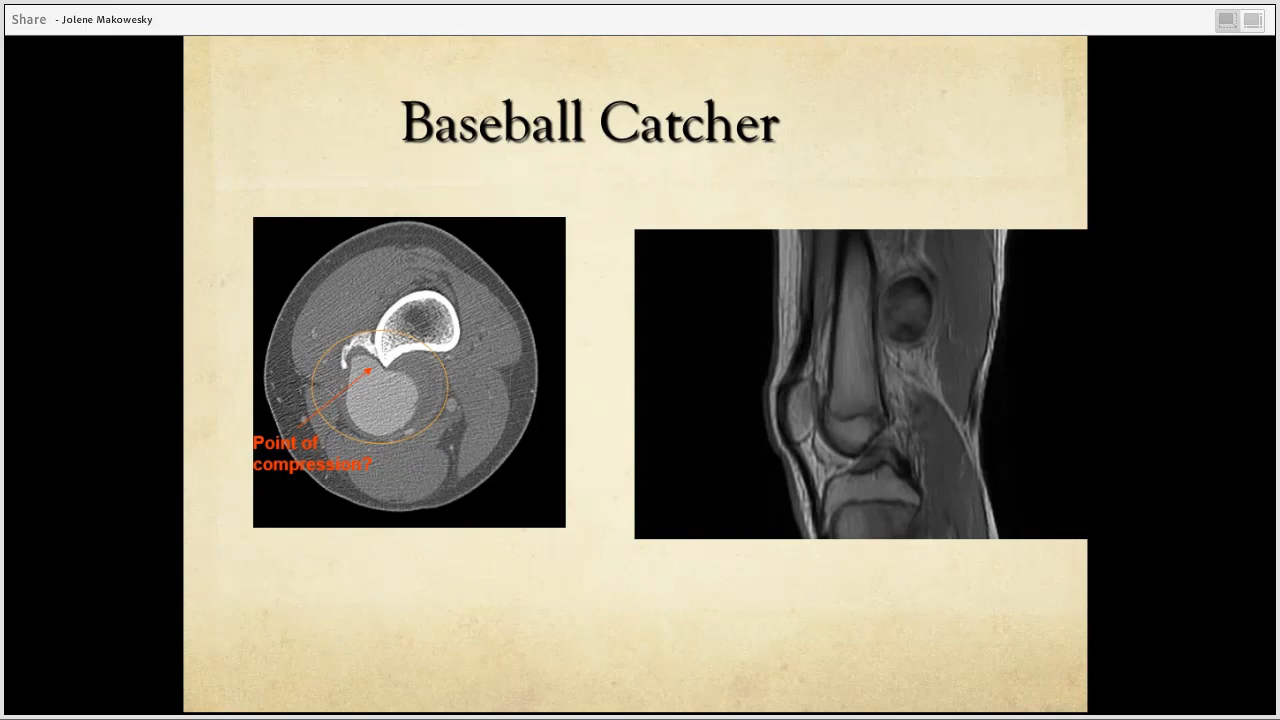 Share - Jolene Makowesky
Baseball Catcher
Point of
compression?